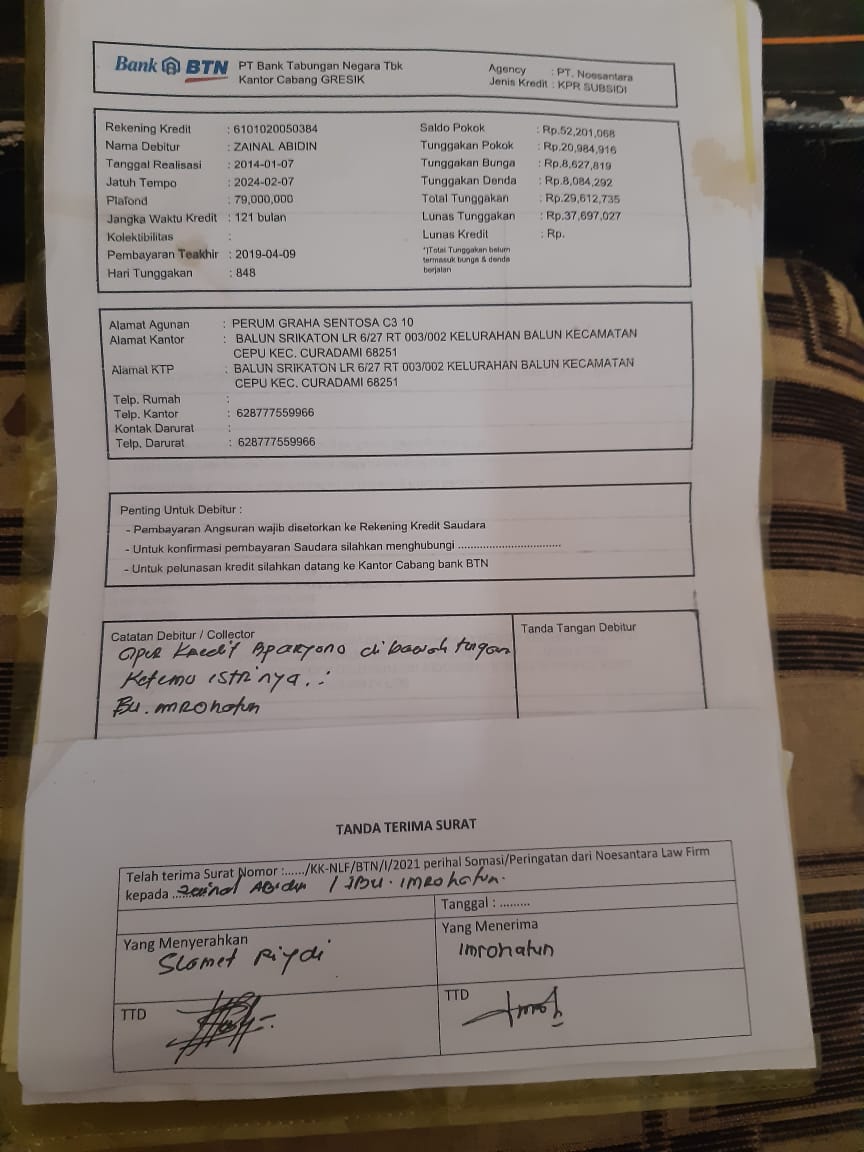 Bank BTN PT Bank Tabungan Negara Tbk
Kantor Cabang GRESIK
Agency : PT. Noesantara
Jenis Kredit : KPR SUBSIDI
Rekening Kredit : 6101020050384
Nama Debitur : ZAINAL ABIDIN
Tanggal Realisasi : 2014-01-07
Jatuh Tempo : 2024-02-07
Plafond : 79,000,000
Jangka Waktu Kredit : 121 bulan
Kolektibilitas :
Pembayaran Teakhir : 2019-04-09
Hari Tunggakan : 848
Saldo Pokok : Rp.52,201,068
Tunggakan Pokok : Rp.20,984,916
Tunggakan Bunga : Rp.8,627,819
Tunggakan Denda : Rp.8,084,292
Total Tunggakan : Rp.29,612,735
Lunas Tunggakan : Rp.37,697,027
Lunas Kredit : Rp.
*)Total Tunggakan belum
termasuk bunga & denda
berjalan
Alamat Agunan : PERUM GRAHA SENTOSA C3 10
Alamat Kantor : BALUN SRIKATON LR 6/27 RT 003/002 KELURAHAN BALUN KECAMATAN
CEPU KEC. CURADAMI 68251
Alamat KTP : BALUN SRIKATON LR 6/27 RT 003/002 KELURAHAN BALUN KECAMATAN
CEPU KEC. CURADAMI 68251
Telp. Rumah :
Telp. Kantor : 628777559966
Kontak Darurat :
Telp. Darurat : 628777559966
Penting Untuk Debitur :
- Pembayaran Angsuran wajib disetorkan ke Rekening Kredit Saudara
- Untuk konfirmasi pembayaran Saudara silahkan menghubungi ................................
- Untuk pelunasan kredit silahkan datang ke Kantor Cabang bank BTN
Catatan Debitur / Collector
oper kredit Bparyono dibawah tangan
Ketemu istrinya. :
Bu. mrohatun
Tanda Tangan Debitur
TANDA TERIMA SURAT
Telah terima Surat Nomor :....../KK-NLF/BTN/I/2021 perihal Somasi/Peringatan dari Noesantara Law Firm
kepada ...zainal ABidin / IBu. imrohatun.
Tanggal : .........
Yang Menyerahkan
Slamet Riydi
Yang Menerima
Imrohatun
TTD
TTD